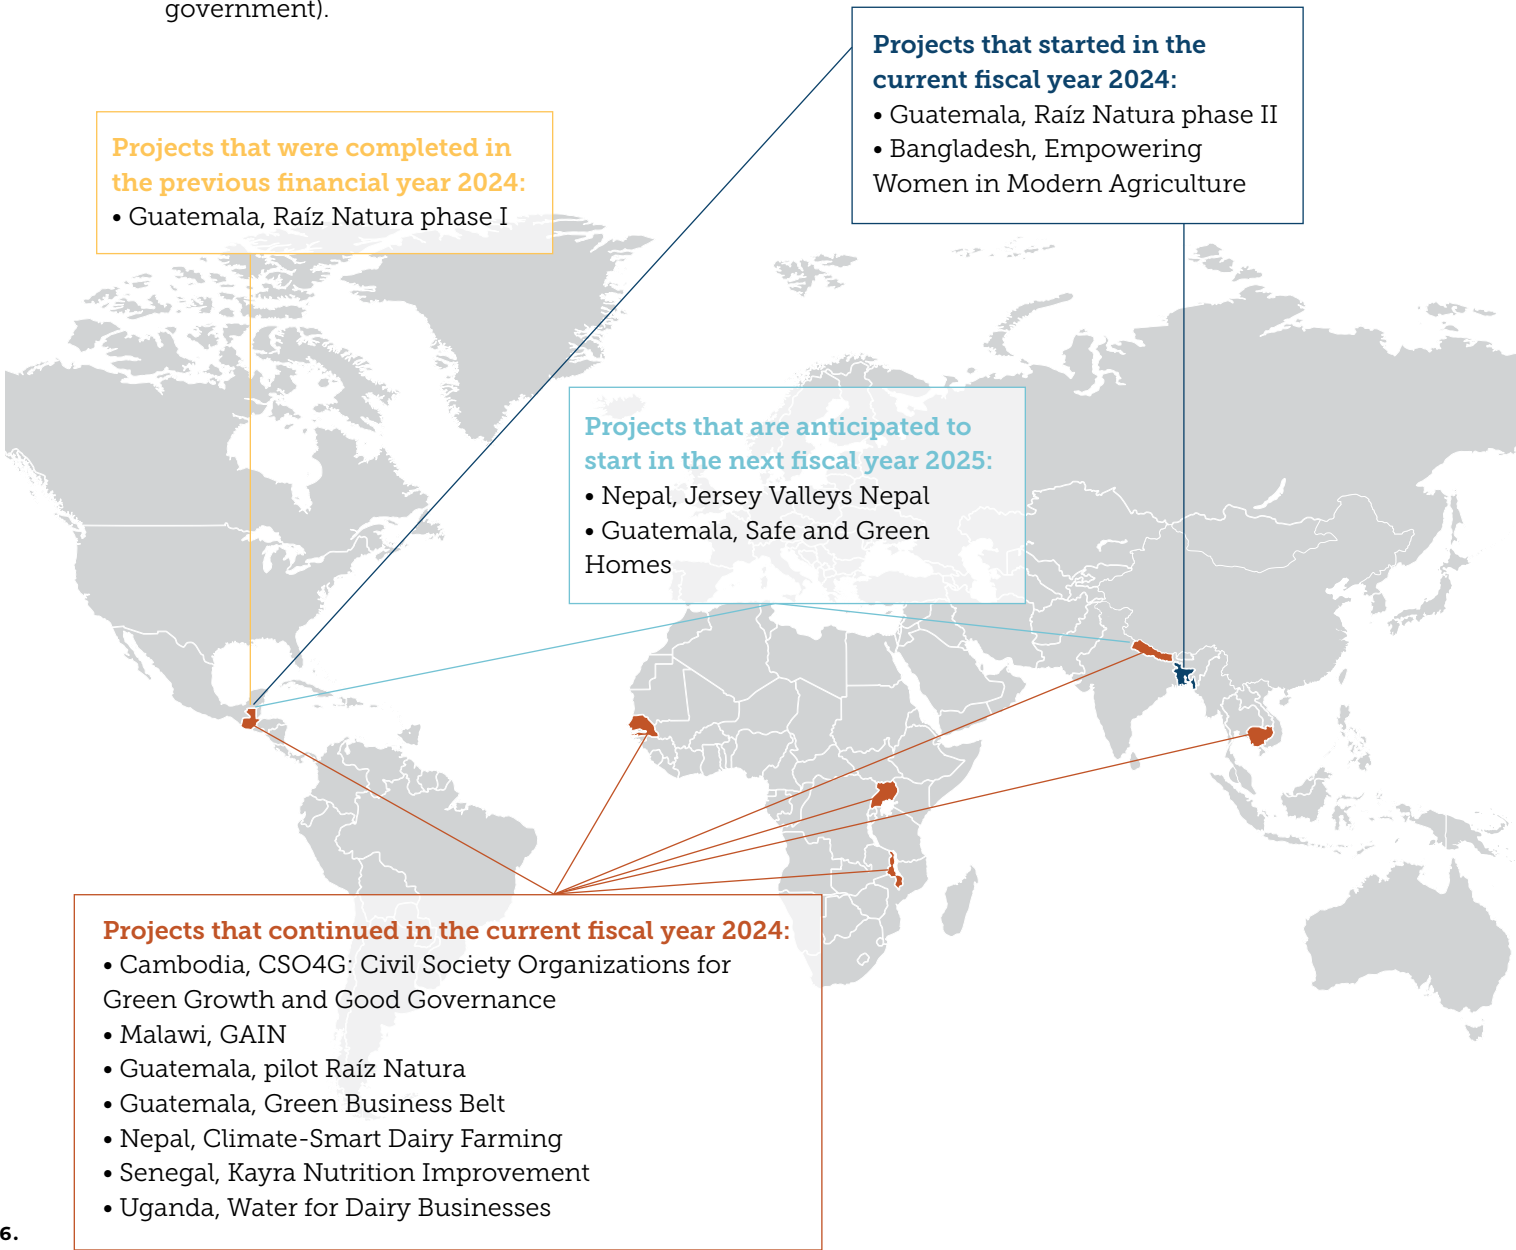 government).
Projects that started in the
current fiscal year 2024:
• Guatemala, Raíz Natura phase II
• Bangladesh, Empowering
Women in Modern Agriculture
Projects that were completed in
the previous financial year 2024:
• Guatemala, Raíz Natura phase I
Projects that are anticipated to
start in the next fiscal year 2025:
• Nepal, Jersey Valleys Nepal
• Guatemala, Safe and Green
Homes
Projects that continued in the current fiscal year 2024:
• Cambodia, CSO4G: Civil Society Organizations for
Green Growth and Good Governance
• Malawi, GAIN
• Guatemala, pilot Raíz Natura
• Guatemala, Green Business Belt
• Nepal, Climate-Smart Dairy Farming
• Senegal, Kayra Nutrition Improvement
• Uganda, Water for Dairy Businesses
6.